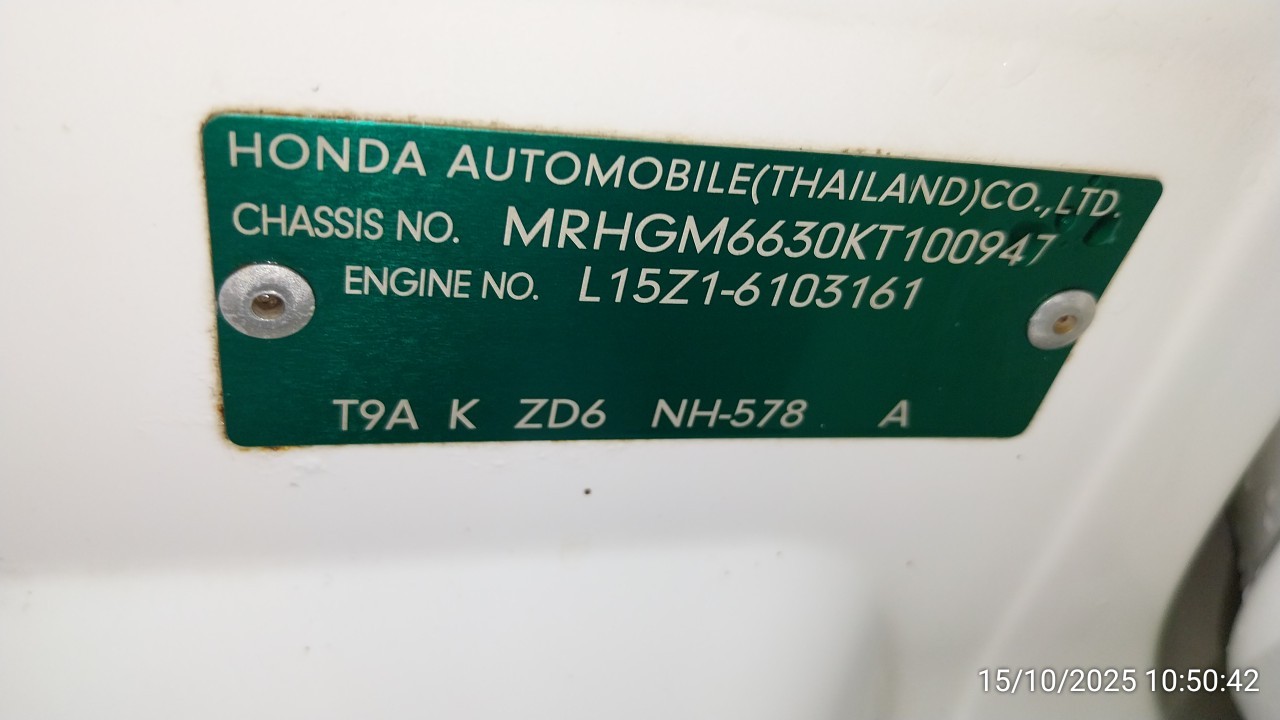 HONDA AUTOMOBILE(THAILAND)CO.,LTD.
CHASSIS NO. MRHGM6630KT100947
ENGINE NO. L15Z1-6103161
T9A K ZD6 NH-578 A
15/10/2025 10:50:42